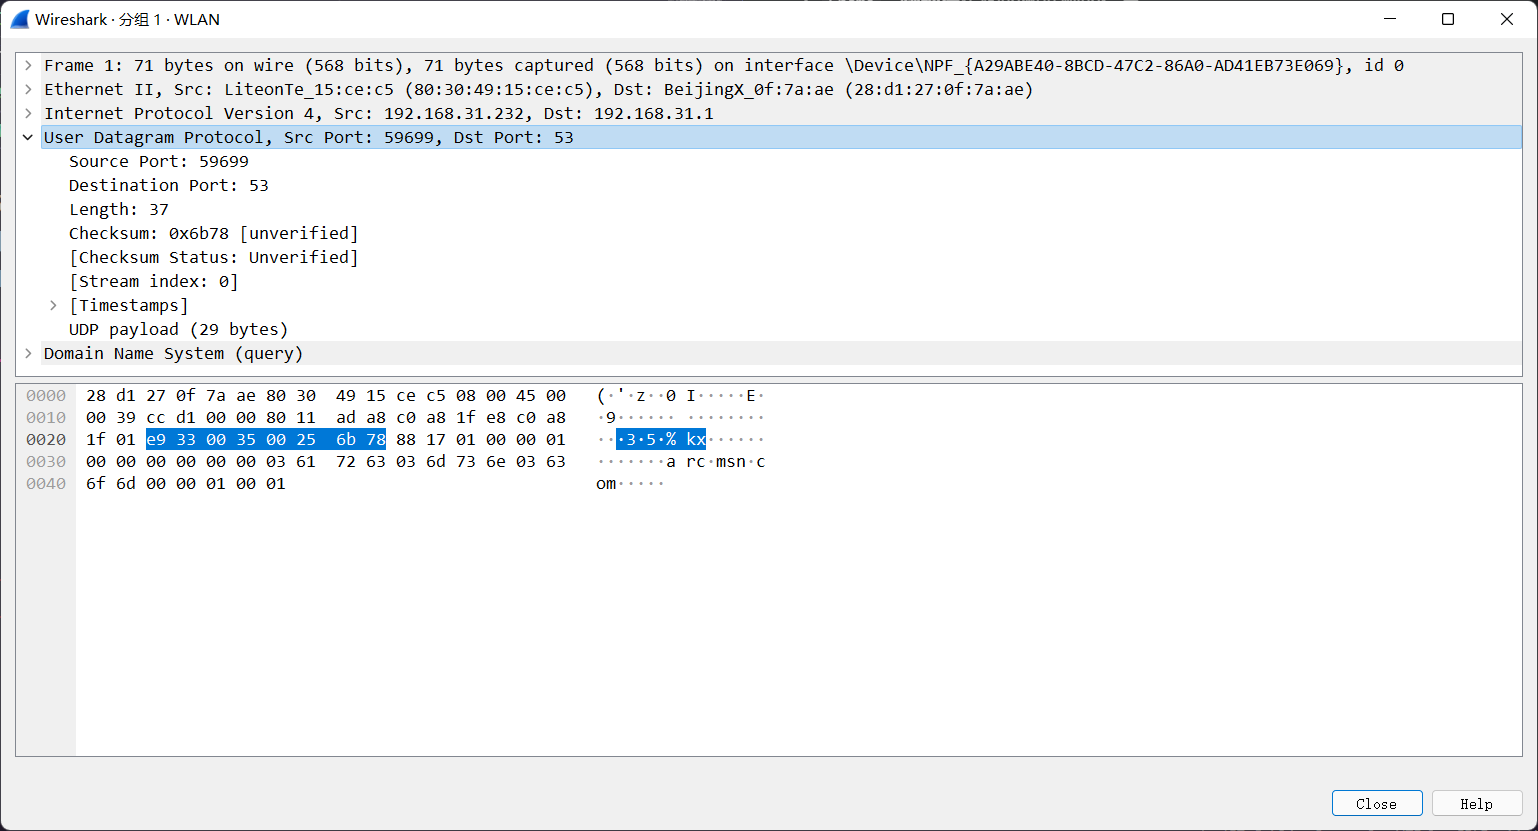 Wireshark · 分组 1 · WLAN
Frame 1: 71 bytes on wire (568 bits), 71 bytes captured (568 bits) on interface \Device\NPF_{A29ABE40-8BCD-47C2-86A0-AD41EB73E069}, id 0
Ethernet II, Src: LiteonTe_15:ce:c5 (80:30:49:15:ce:c5), Dst: BeijingX_0f:7a:ae (28:d1:27:0f:7a:ae)
Internet Protocol Version 4, Src: 192.168.31.232, Dst: 192.168.31.1
User Datagram Protocol, Src Port: 59699, Dst Port: 53
Source Port: 59699
Destination Port: 53
Length: 37
Checksum: 0x6b78 [unverified]
[Checksum Status: Unverified]
[Stream index: 0]
[Timestamps]
UDP payload (29 bytes)
Domain Name System (query)
0000 28 d1 27 0f 7a ae 80 30 49 15 ce c5 08 00 45 00 (·'·z··0 I·····E·
0010 00 39 cc d1 00 00 80 11 ad a8 c0 a8 1f e8 c0 a8 ·9······ ········
0020 1f 01 e9 33 00 35 00 25 6b 78 88 17 01 00 00 01 ···3·5·% kx······
0030 00 00 00 00 00 00 03 61 72 63 03 6d 73 6e 03 63 ·······a rc·msn·c
0040 6f 6d 00 00 01 00 01 om·····
Close Help